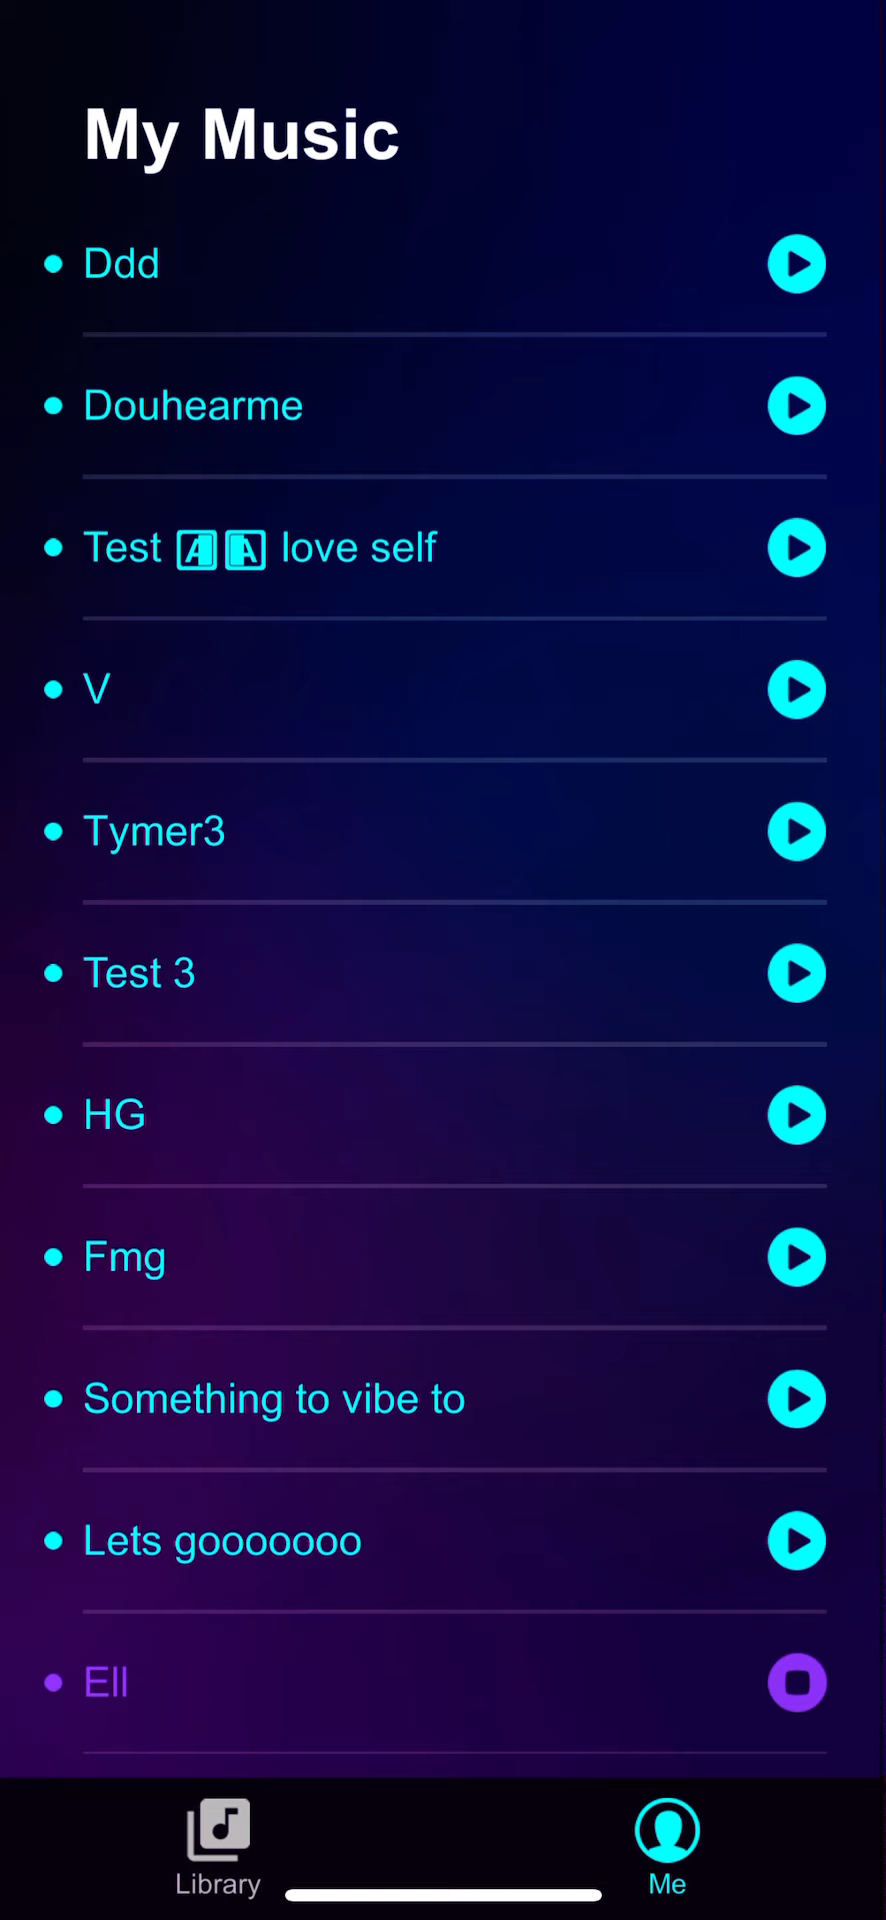 My Music
Ddd
Douhearme
Test love self
V
Tymer3
Test 3
HG
Fmg
Something to vibe to
Lets gooooooo
Ell
Library
Me